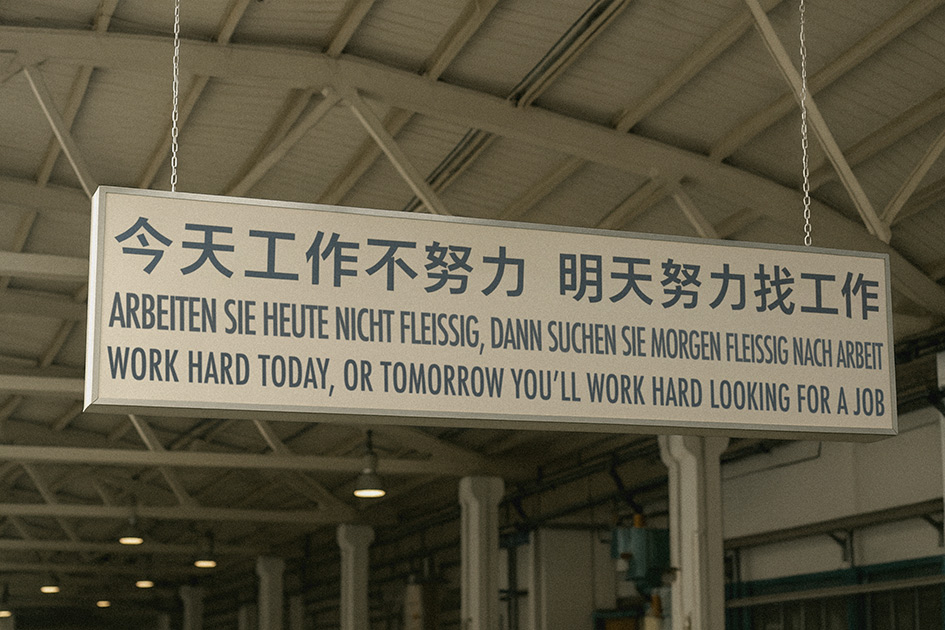 今天工作不努力 明天努力找工作
ARBEITEN SIE HEUTE NICHT FLEISSIG, DANN SUCHEN SIE MORGEN FLEISSIG NACH ARBEIT
WORK HARD TODAY, OR TOMORROW YOU'LL WORK HARD LOOKING FOR A JOB